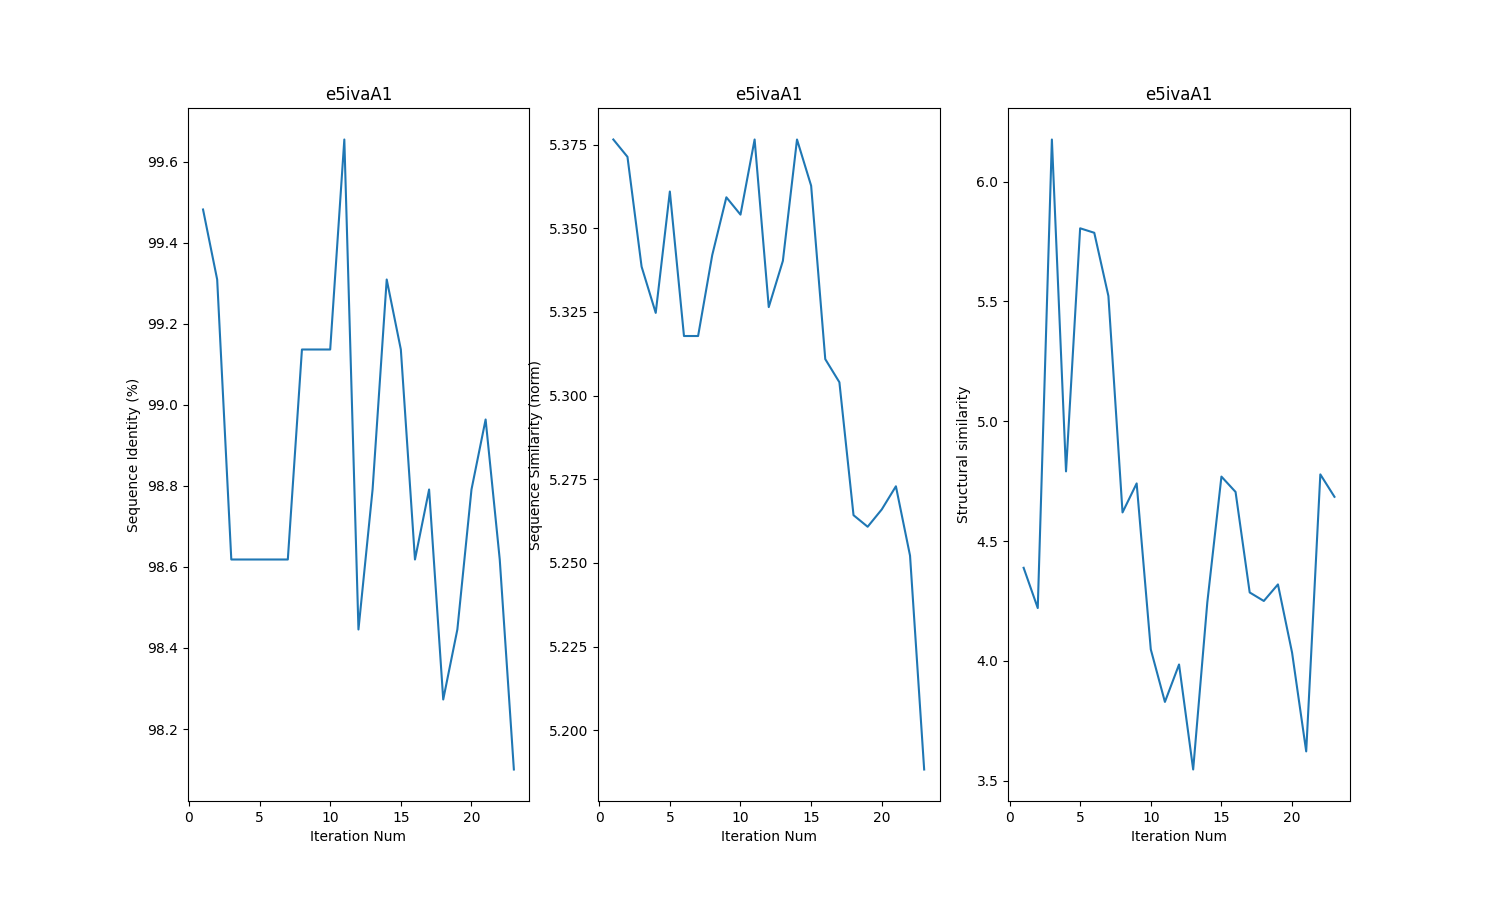 e5ivaA1
Sequence Identity (%)
99.6
99.4
99.2
99.0
98.8
98.6
98.4
98.2
0 5 10 15 20
Iteration Num
e5ivaA1
Sequence Similarity (norm)
5.375
5.350
5.325
5.300
5.275
5.250
5.225
5.200
0 5 10 15 20
Iteration Num
e5ivaA1
Structural similarity
6.0
5.5
5.0
4.5
4.0
3.5
0 5 10 15 20
Iteration Num